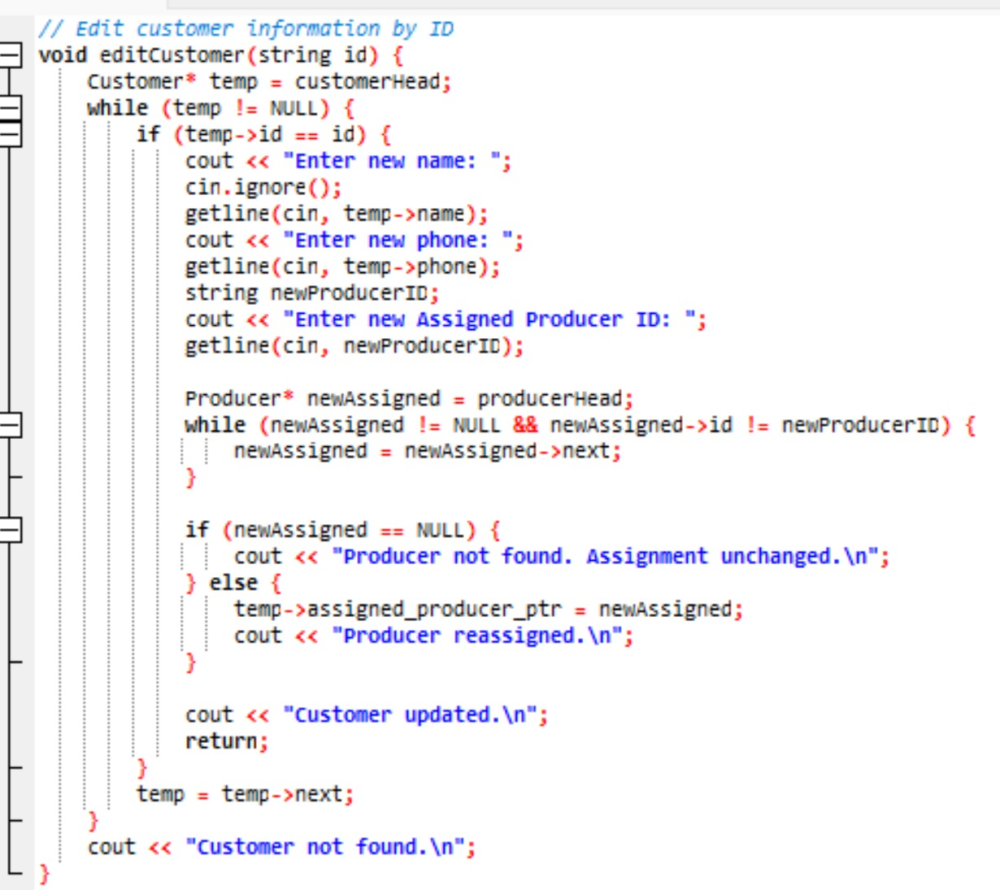 // Edit customer information by ID
void editCustomer(string id) {
    Customer* temp = customerHead;
    while (temp != NULL) {
        if (temp->id == id) {
            cout << "Enter new name: ";
            cin.ignore();
            getline(cin, temp->name);
            cout << "Enter new phone: ";
            getline(cin, temp->phone);
            string newProducerID;
            cout << "Enter new Assigned Producer ID: ";
            getline(cin, newProducerID);

            Producer* newAssigned = producerHead;
            while (newAssigned != NULL && newAssigned->id != newProducerID) {
                newAssigned = newAssigned->next;
            }

            if (newAssigned == NULL) {
                cout << "Producer not found. Assignment unchanged.\n";
            } else {
                temp->assigned_producer_ptr = newAssigned;
                cout << "Producer reassigned.\n";
            }

            cout << "Customer updated.\n";
            return;
        }
        temp = temp->next;
    }
    cout << "Customer not found.\n";
}